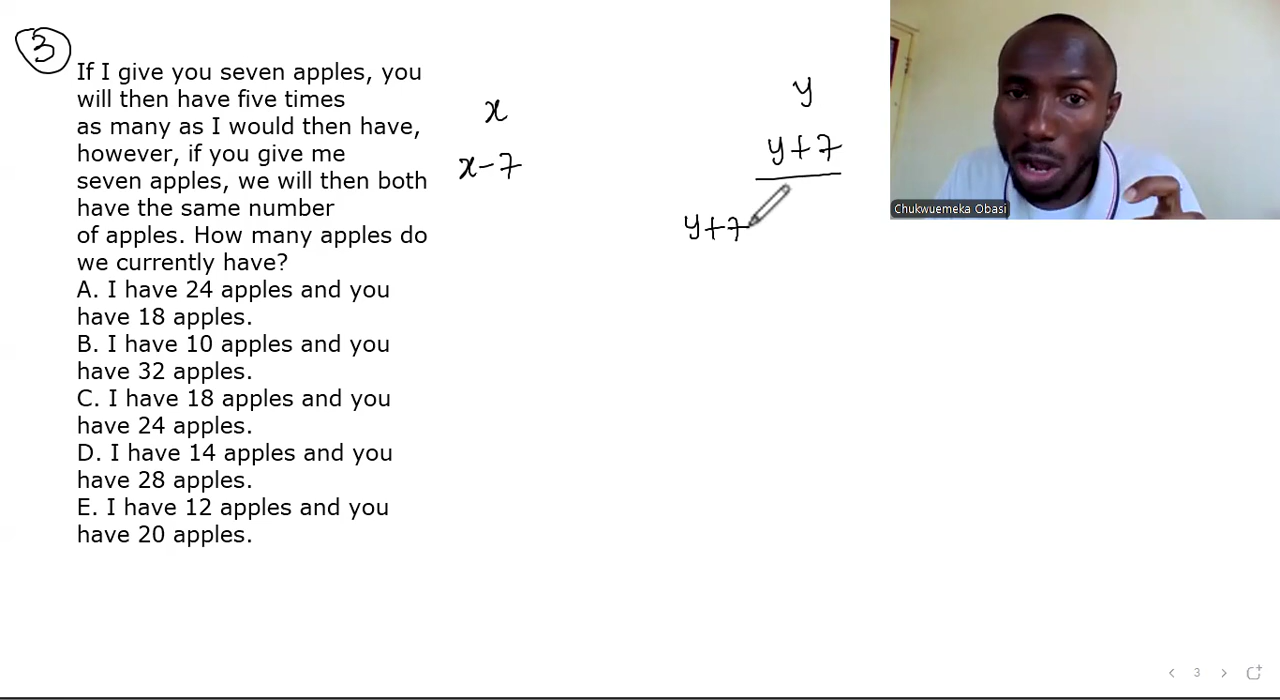 3
If I give you seven apples, you
will then have five times
as many as I would then have,
however, if you give me
seven apples, we will then both
have the same number
of apples. How many apples do
we currently have?
A. I have 24 apples and you
have 18 apples.
B. I have 10 apples and you
have 32 apples.
C. I have 18 apples and you
have 24 apples.
D. I have 14 apples and you
have 28 apples.
E. I have 12 apples and you
have 20 apples.
x
x-7
y
y+7
y+7
Chukwuemeka Obasi
3